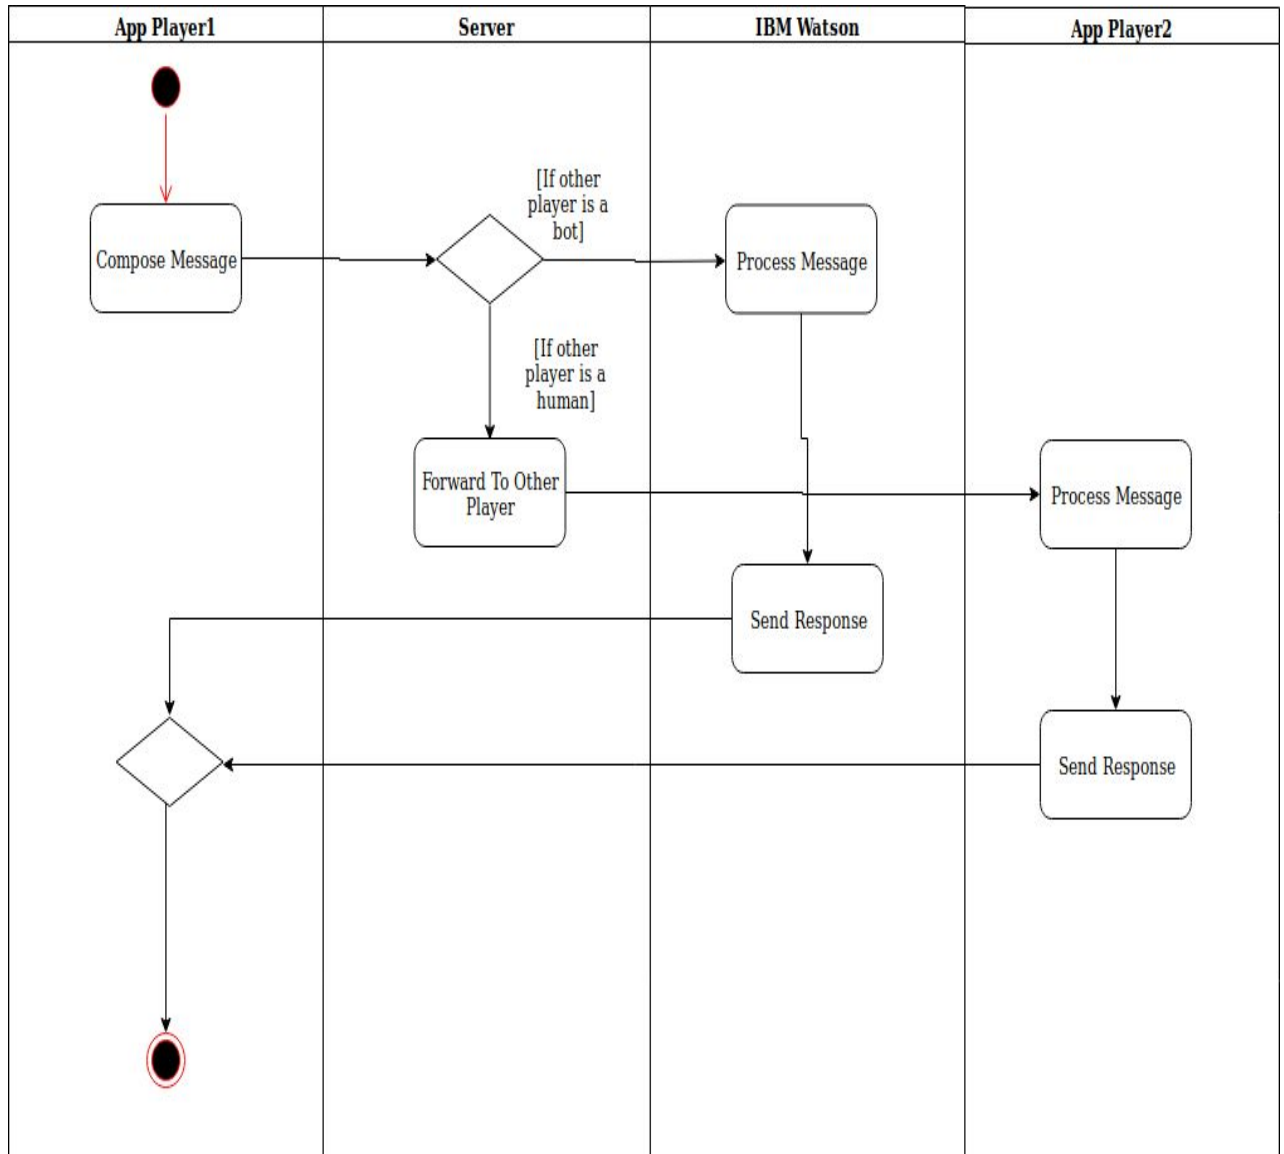 App Player1
Server
IBM Watson
App Player2
[If other
player is a
bot]
Compose Message
Process Message
[If other
player is a
human]
Forward To Other
Player
Process Message
Send Response
Send Response